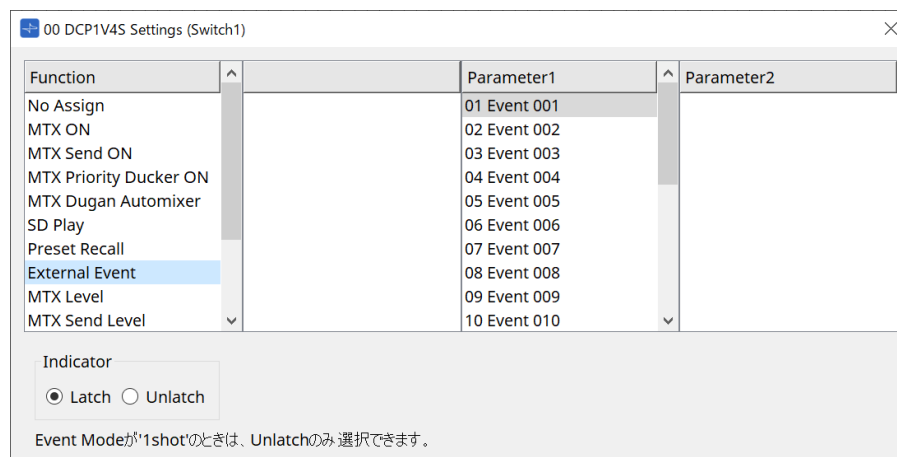 00 DCP1V4S Settings (Switch1)
Function
Parameter1
Parameter2
No Assign
MTX ON
MTX Send ON
MTX Priority Ducker ON
MTX Dugan Automixer
SD Play
Preset Recall
External Event
MTX Level
MTX Send Level
01 Event 001
02 Event 002
03 Event 003
04 Event 004
05 Event 005
06 Event 006
07 Event 007
08 Event 008
09 Event 009
10 Event 010
Indicator
Latch
Unlatch
Event Modeが'1shot'のときは、Unlatchのみ選択できます。